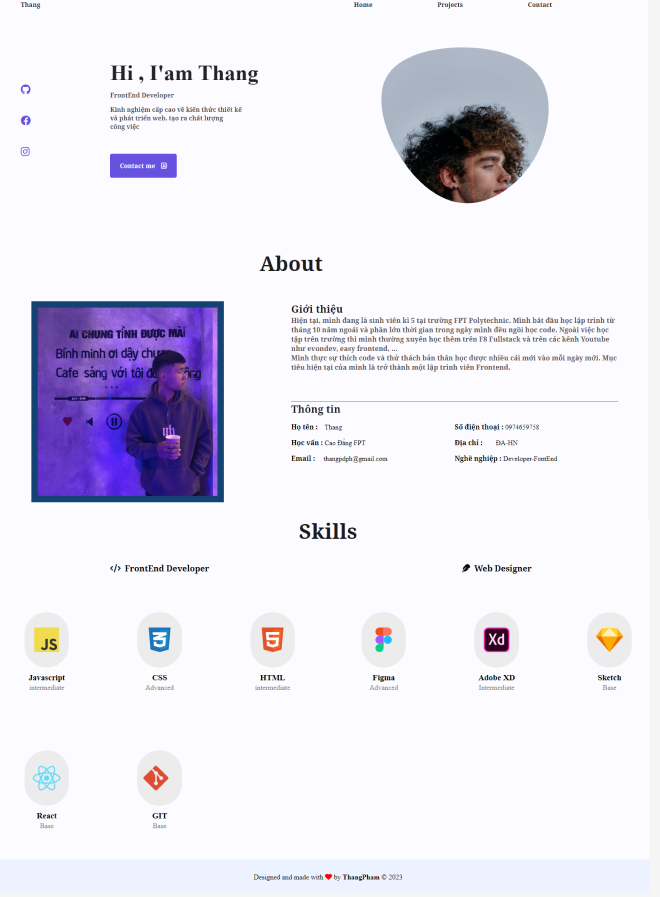 Thang
Home Projects Contact
Hi , I'am Thang
FrontEnd Developer
Kinh nghiệm cấp cao về kiến thức thiết kế
và phát triển web, tạo ra chất lượng
công việc
Contact me
About
AI CHUNG TÌNH ĐƯỢC MÃI
Bình minh ơi dậy chưa
Cafe sáng với tôi được không
Giới thiệu
Hiện tại, mình đang là sinh viên kì 5 tại trường FPT Polytechnic. Mình bắt đầu học lập trình từ
tháng 10 năm ngoái và phần lớn thời gian trong ngày mình đều ngồi học code. Ngoài việc học
tập trên trường thì mình thường xuyên học thêm trên F8 Fullstack và trên các kênh Youtube
như evondev, easy frontend, ...
Mình thực sự thích code và thử thách bản thân học được nhiều cái mới vào mỗi ngày mới. Mục
tiêu hiện tại của mình là trở thành một lập trình viên Frontend.
Thông tin
Họ tên : Thang
Số điện thoại : 0974659758
Học vấn : Cao Đẳng FPT
Địa chỉ : ĐA-HN
Email : thangpdph@gmail.com
Nghề nghiệp : Developer-FontEnd
Skills
FrontEnd Developer
Web Designer
JS
3
5
Xd
Javascript CSS HTML Figma Adobe XD Sketch
intermediate Advanced intermediate Advanced Intermediate Base
React GIT
Base Base
Designed and made with ❤ by ThangPham © 2023